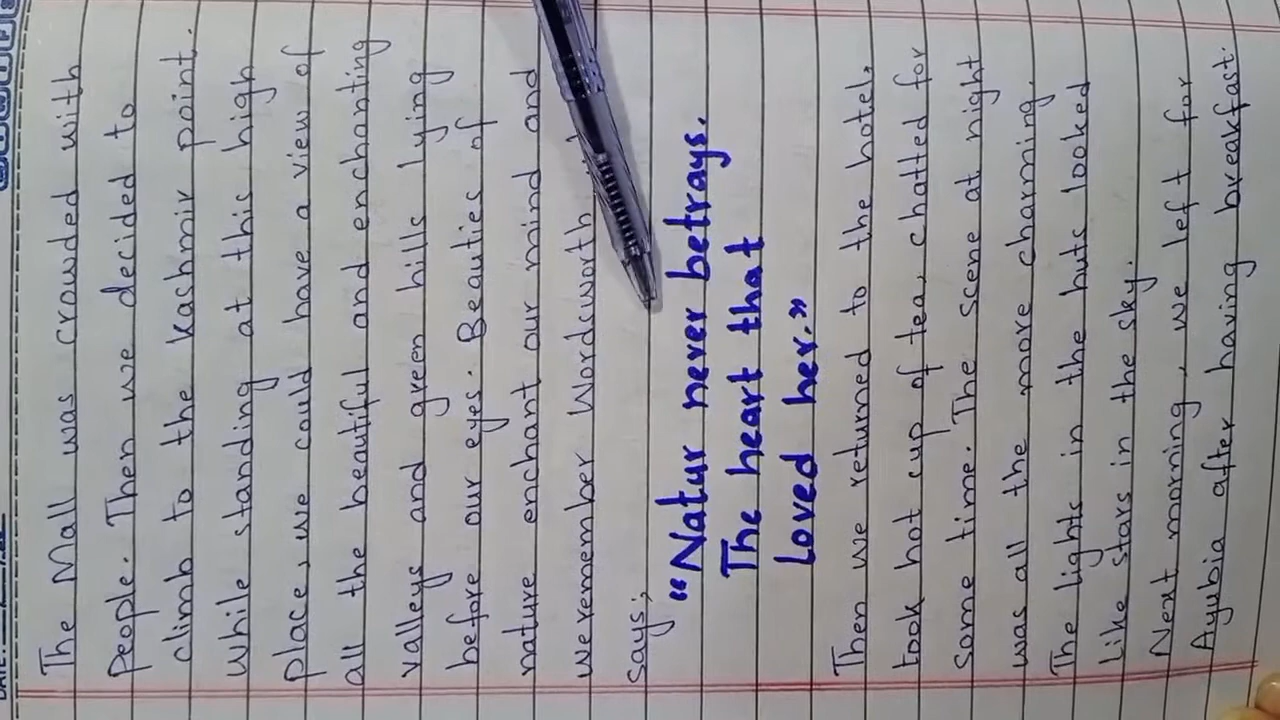 DATE:
The Mall was crowded with
People. Then we decided to
climb to the Kashmir point.
While standing at this high
place, we could have a view of
all the beautiful and enchanting
valleys and green hills lying
before our eyes. Beauties of
nature enchant our mind and
we remember Wordsworth
says;
"Natur never betrays.
The heart that
Loved her."
Then we returned to the hotel,
took hot cup of tea, chatted for
some time. The scene at night
was all the more charming.
The lights in the huts looked
Like stars in the sky.
Next morning, we left for
Ayubia after having breakfast.